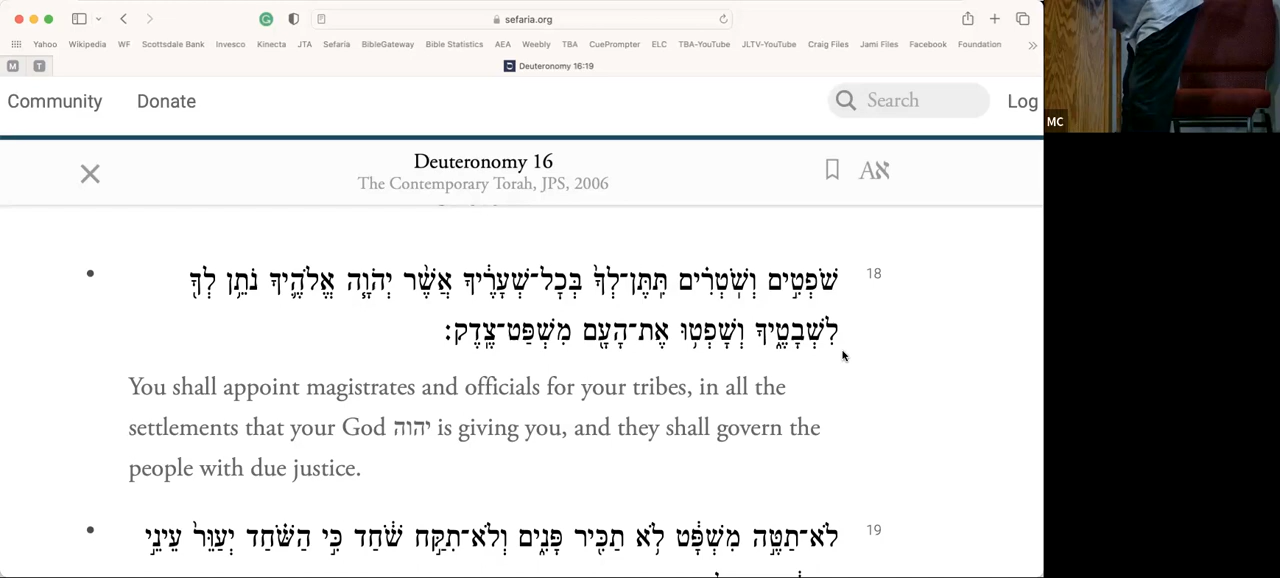 sefaria.org
Yahoo Wikipedia WF Scottsdale Bank Invesco Kinecta JTA Sefaria BibleGateway Bible Statistics AEA Weebly TBA CuePrompter ELC TBA-YouTube JLTV-YouTube Craig Files Jami FIles Facebook Foundation
M T Deuteronomy 16:19
Community Donate Search Log
MC
Deuteronomy 16
The Contemporary Torah, JPS, 2006
Aא
18
שֹׁפְטִ֣ים וְשֹֽׁטְרִ֗ים תִּֽתֶּן־לְךָ֙ בְּכׇל־שְׁעָרֶ֔יךָ אֲשֶׁ֨ר יְהֹוָ֧ה אֱלֹהֶ֛יךָ נֹתֵ֥ן לְךָ֖
לִשְׁבָטֶ֑יךָ וְשָׁפְט֥וּ אֶת־הָעָ֖ם מִשְׁפַּט־צֶֽדֶק׃
You shall appoint magistrates and officials for your tribes, in all the
settlements that your God יהוה is giving you, and they shall govern the
people with due justice.
19
לֹא־תַטֶּ֣ה מִשְׁפָּ֔ט לֹ֥א תַכִּ֖יר פָּנִ֑ים וְלֹא־תִקַּ֣ח שֹׁ֔חַד כִּ֣י הַשֹּׁ֗חַד יְעַוֵּר֙ עֵינֵ֣י